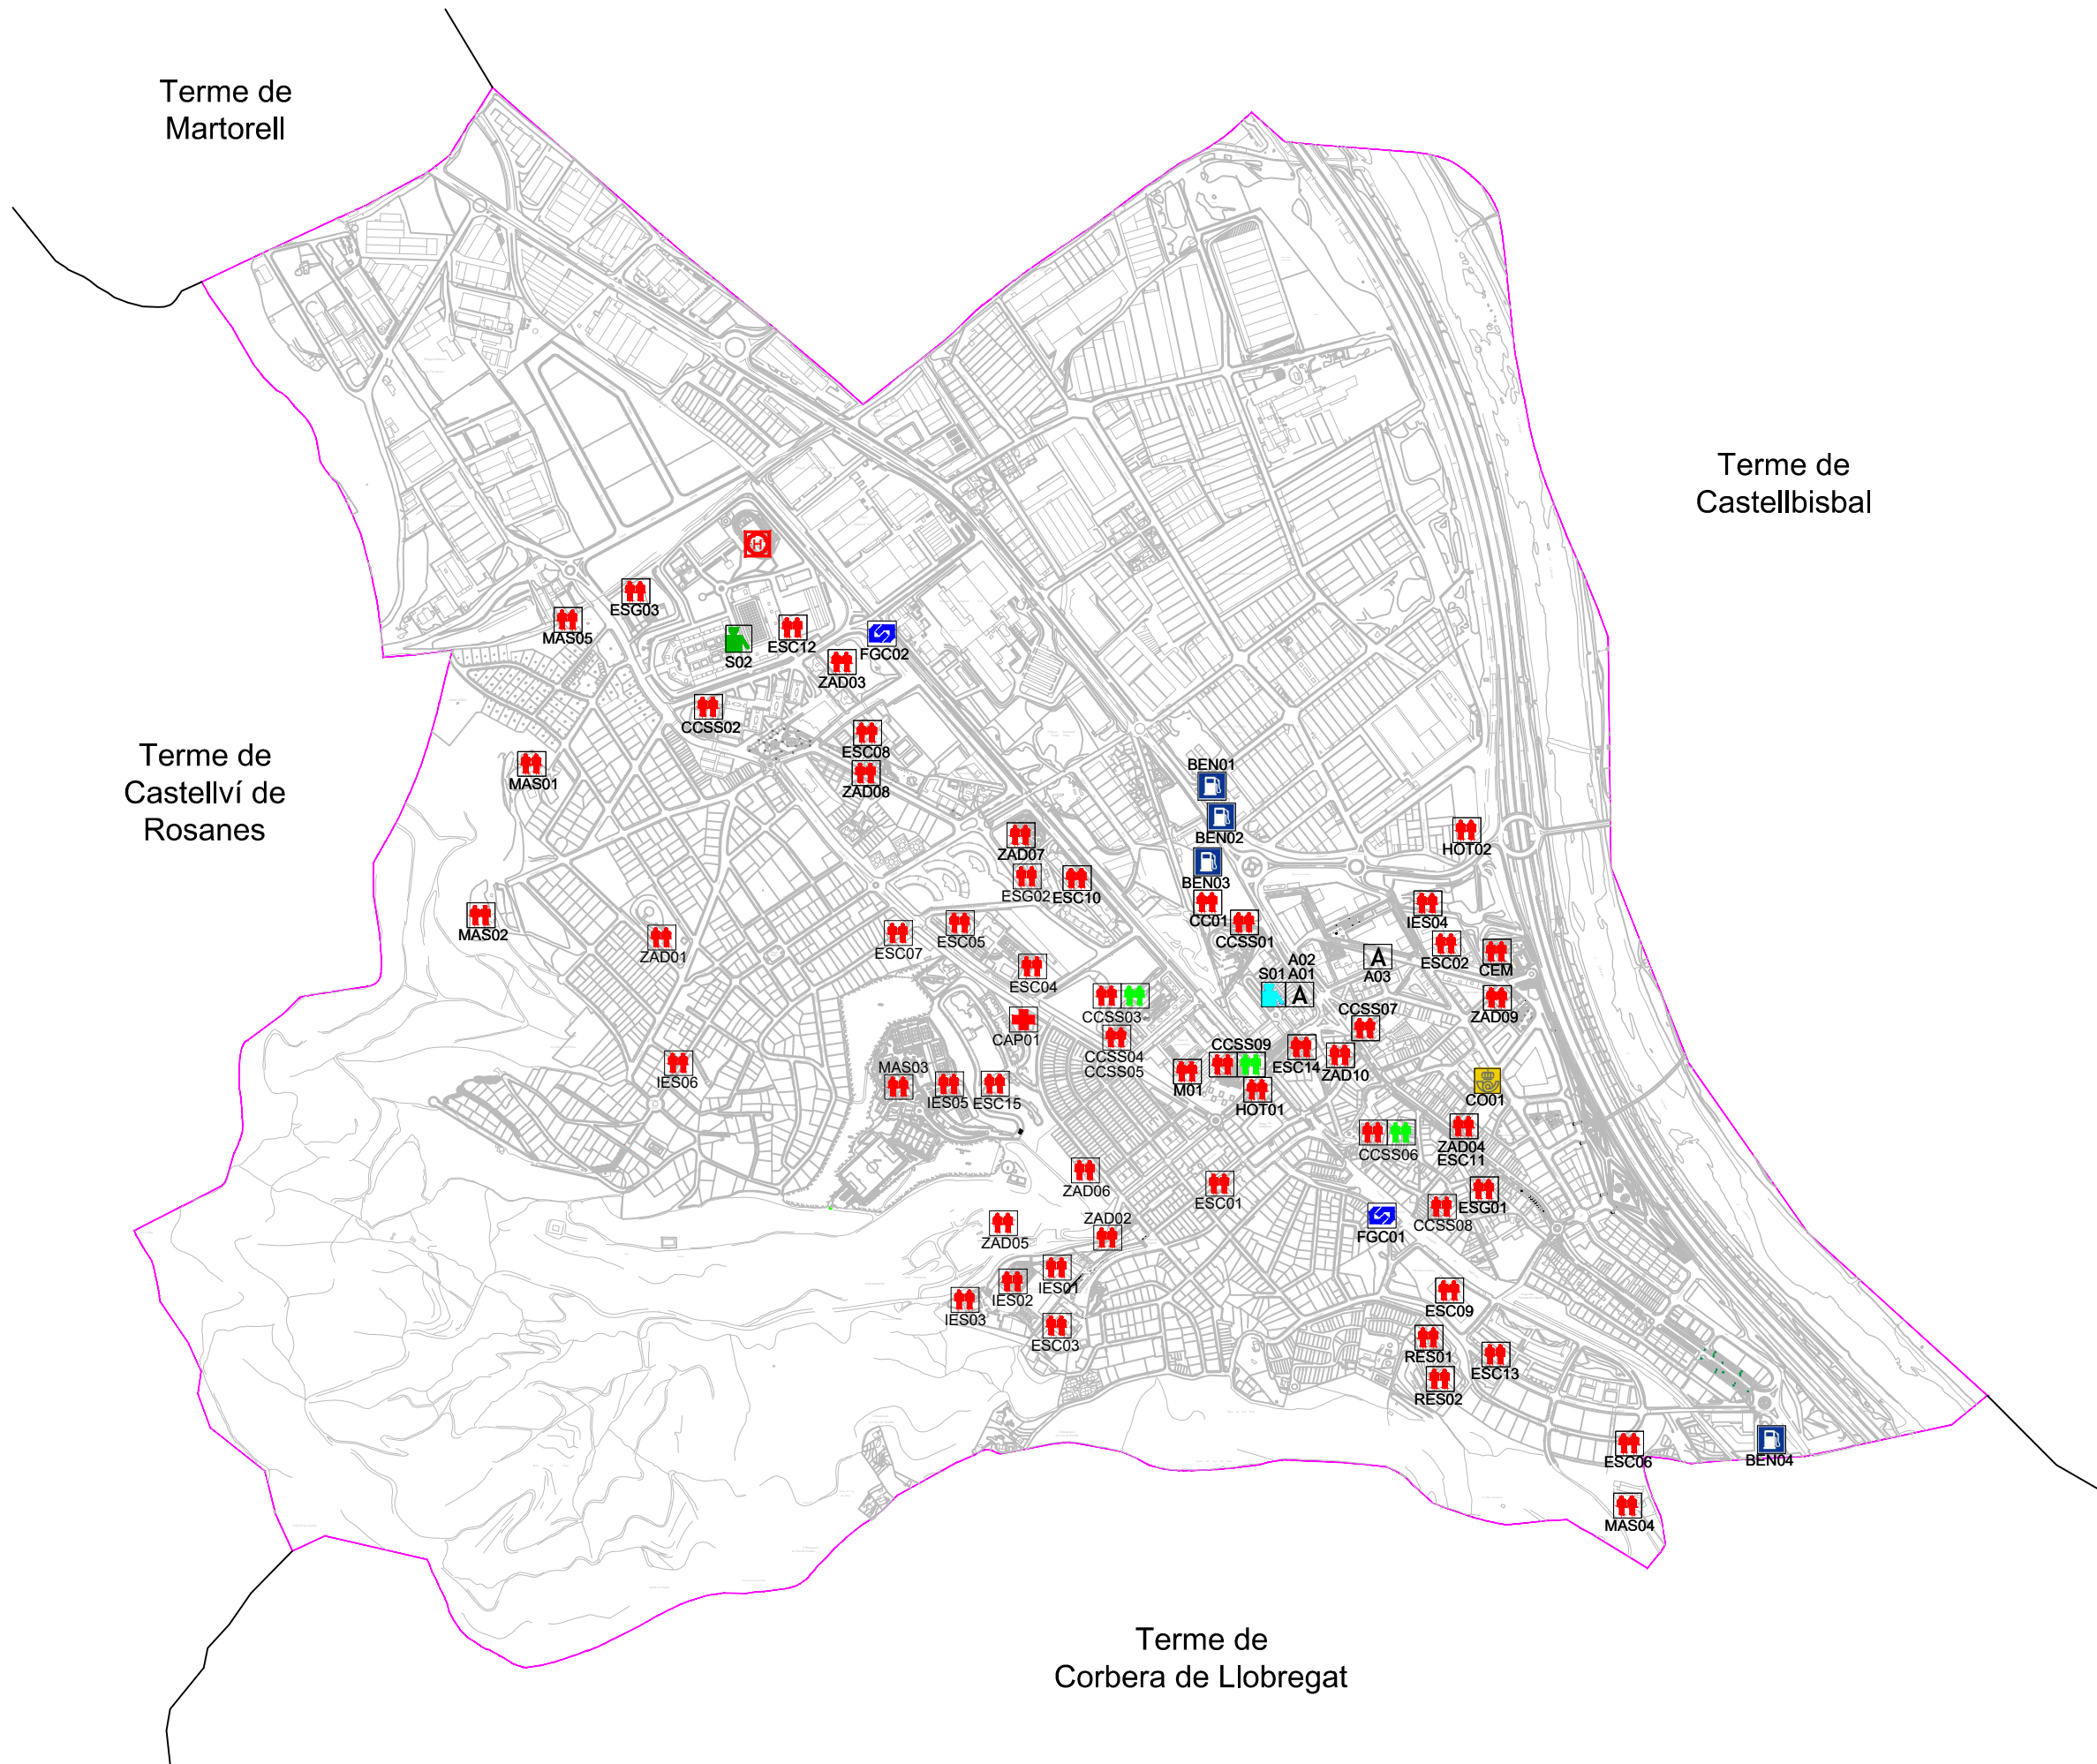 Terme de
Martorell
Terme de
Castellbisbal
ESG03
MAS05
ESC12
S02
FGC02
ZAD03
CCSS02
ESC08
Terme de
Castellví de
Rosanes
MAS01
ZAD08
BEN01
BEN02
HOT02
ZAD07
BEN03
ESG02
ESC10
CC01
IES04
MAS02
ZAD01
ESC07
ESC05
CCSS01
ESC02
CEM
A02
S01 A01
A03
ESC04
CCSS03
CCSS07
ZAD09
CAP01
CCSS04
CCSS05
CCSS09
ESC14
ZAD10
IES06
MAS03
IES05
ESC15
M01
HOT01
CO01
CCSS06
ZAD04
ESC11
ZAD06
ESC01
ESG01
ZAD02
CCSS08
ZAD05
FGC01
IES01
IES02
IES03
ESC09
ESC03
RES01
ESC13
RES02
ESC06
BEN04
MAS04
Terme de
Corbera de Llobregat